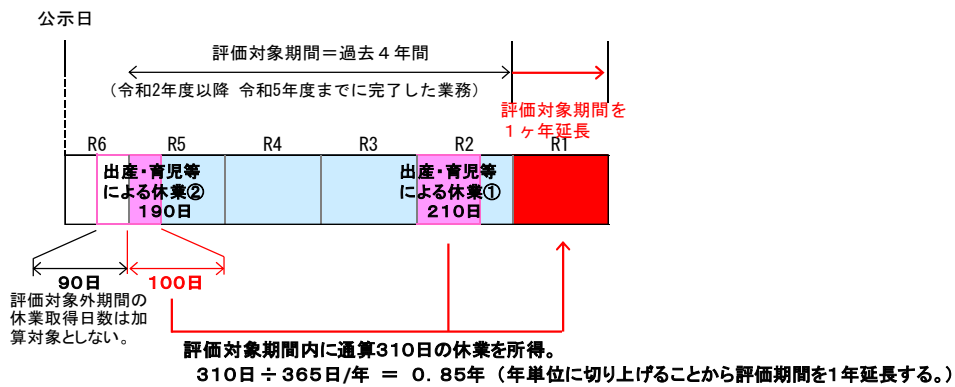 公示日
評価対象期間＝過去４年間
（令和2年度以降 令和5年度までに完了した業務）
評価対象期間を
１ヶ年延長
R6 R5 R4 R3 R2 R1
出産・育児等
による休業②
190日
出産・育児等
による休業①
210日
90日
100日
評価対象外期間の
休業取得日数は加
算対象としない。
評価対象期間内に通算310日の休業を所得。
310日÷365日/年 ＝ 0．85年（年単位に切り上げることから評価期間を1年延長する。）